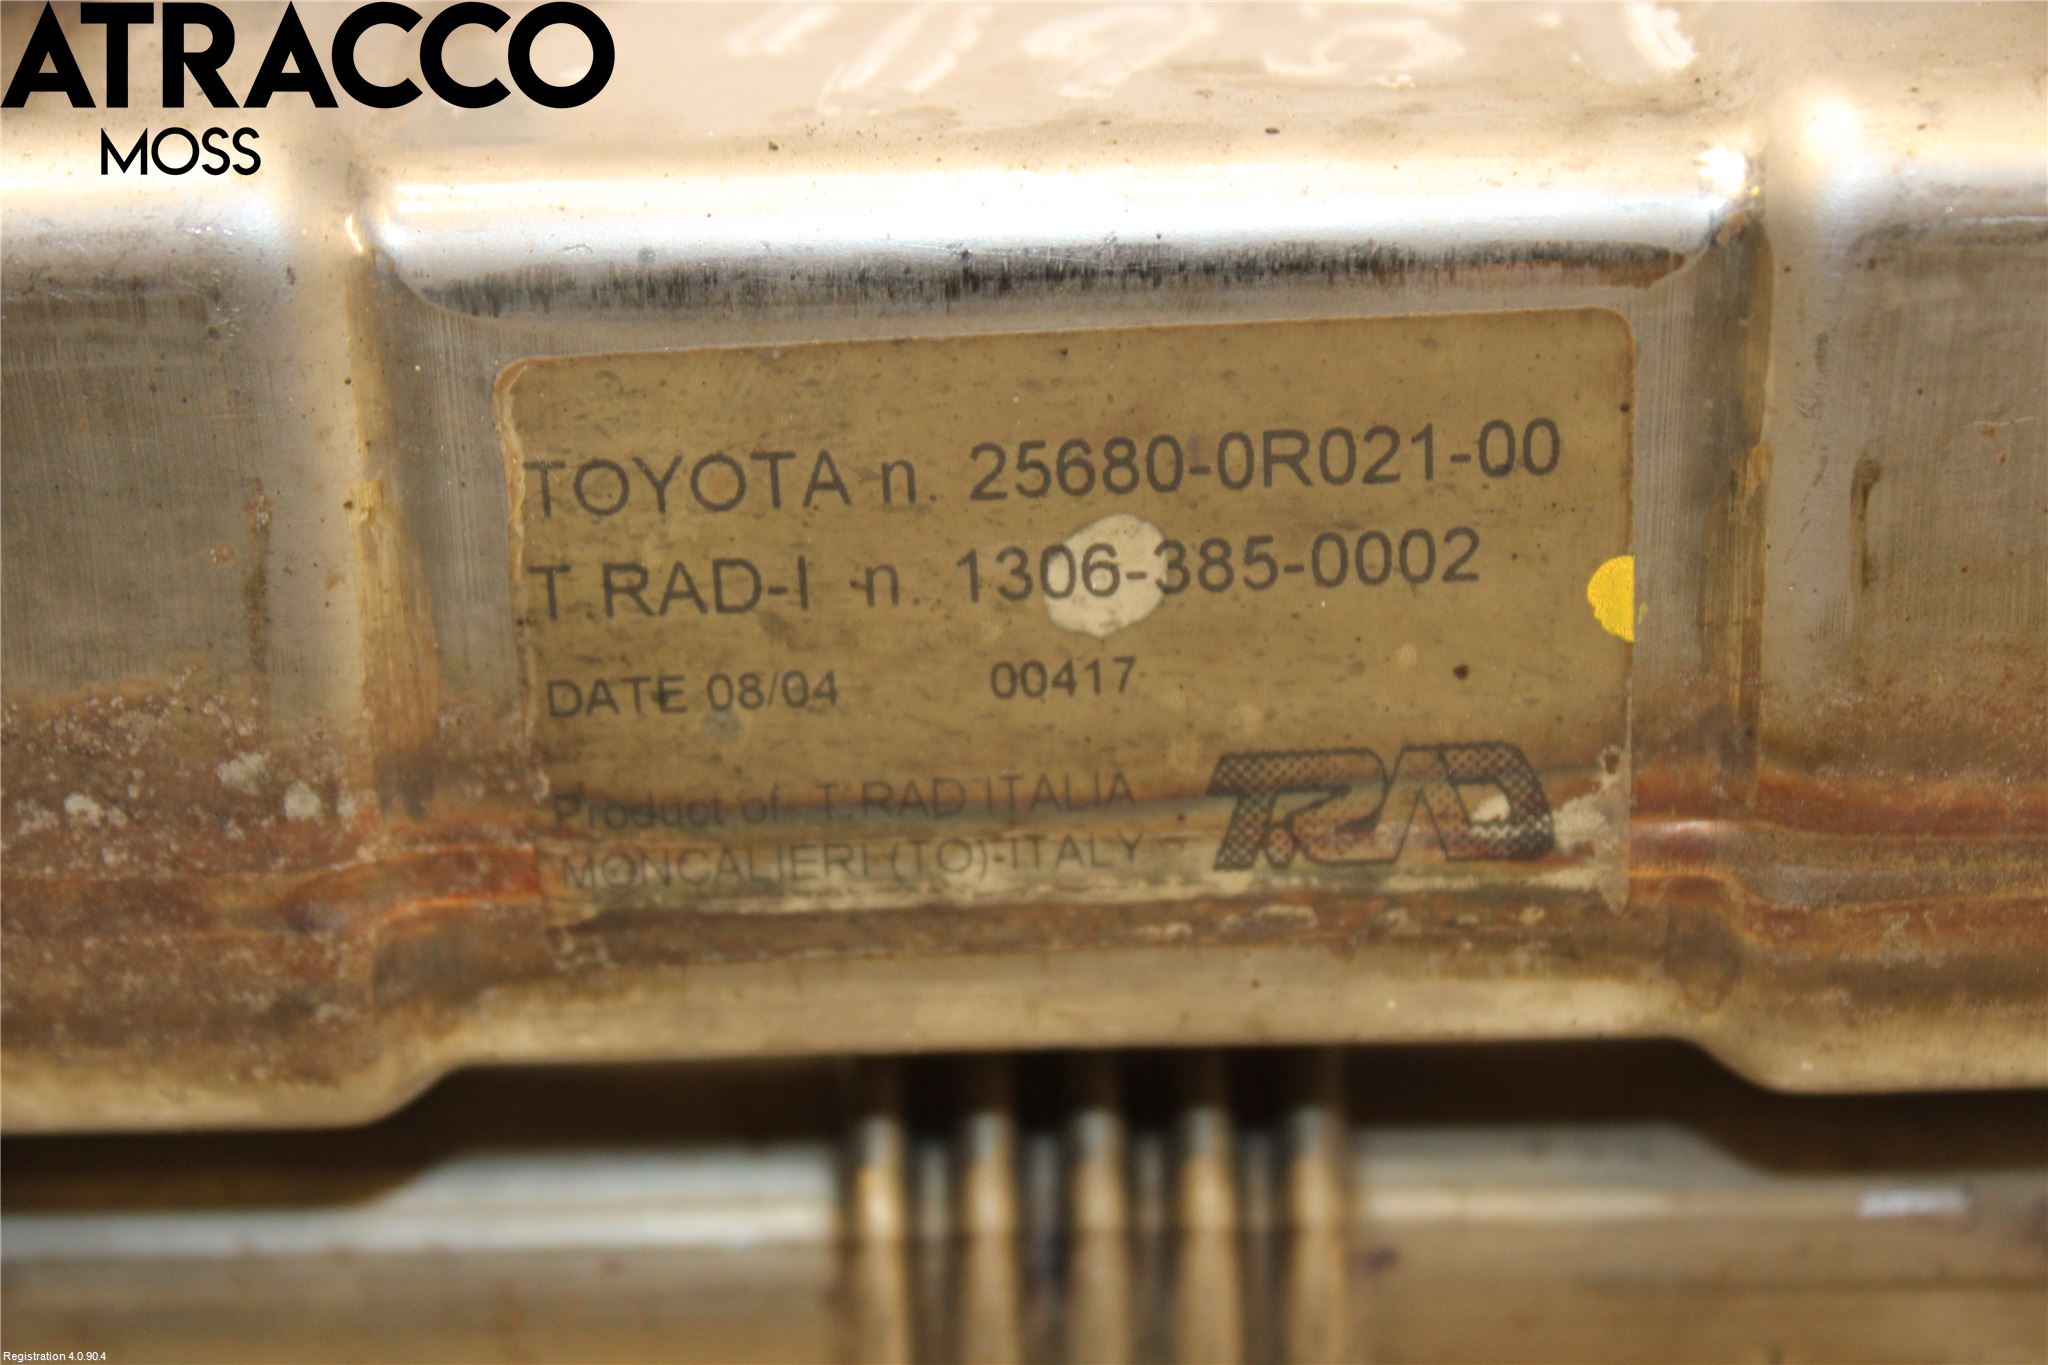 ATRACCO
MOSS
TOYOTA n. 25680-0R021-00
T.RAD-I n. 1306-385-0002
DATE 08/04 00417
Product of T.RAD ITALIA
MONCALIERI (TO)-ITALY
T.RAD
Registration 4.0.90.4